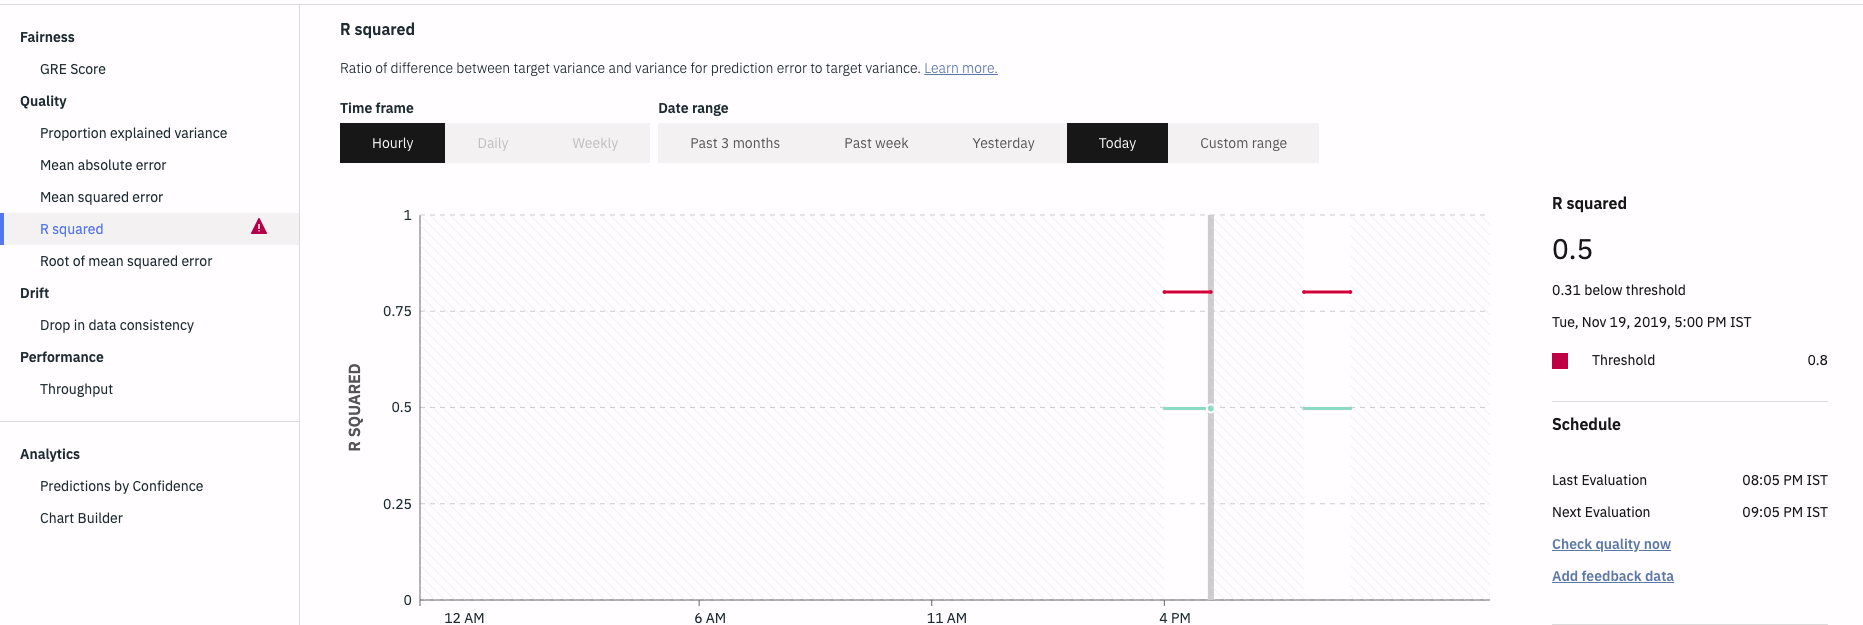 Fairness
GRE Score
Quality
Proportion explained variance
Mean absolute error
Mean squared error
R squared
Root of mean squared error
Drift
Drop in data consistency
Performance
Throughput
Analytics
Predictions by Confidence
Chart Builder
R squared
Ratio of difference between target variance and variance for prediction error to target variance. Learn more.
Time frame
Date range
Hourly
Daily
Weekly
Past 3 months
Past week
Yesterday
Today
Custom range
R SQUARED
1
0.75
0.5
0.25
0
12 AM
6 AM
11 AM
4 PM
R squared
0.5
0.31 below threshold
Tue, Nov 19, 2019, 5:00 PM IST
Threshold 0.8
Schedule
Last Evaluation 08:05 PM IST
Next Evaluation 09:05 PM IST
Check quality now
Add feedback data